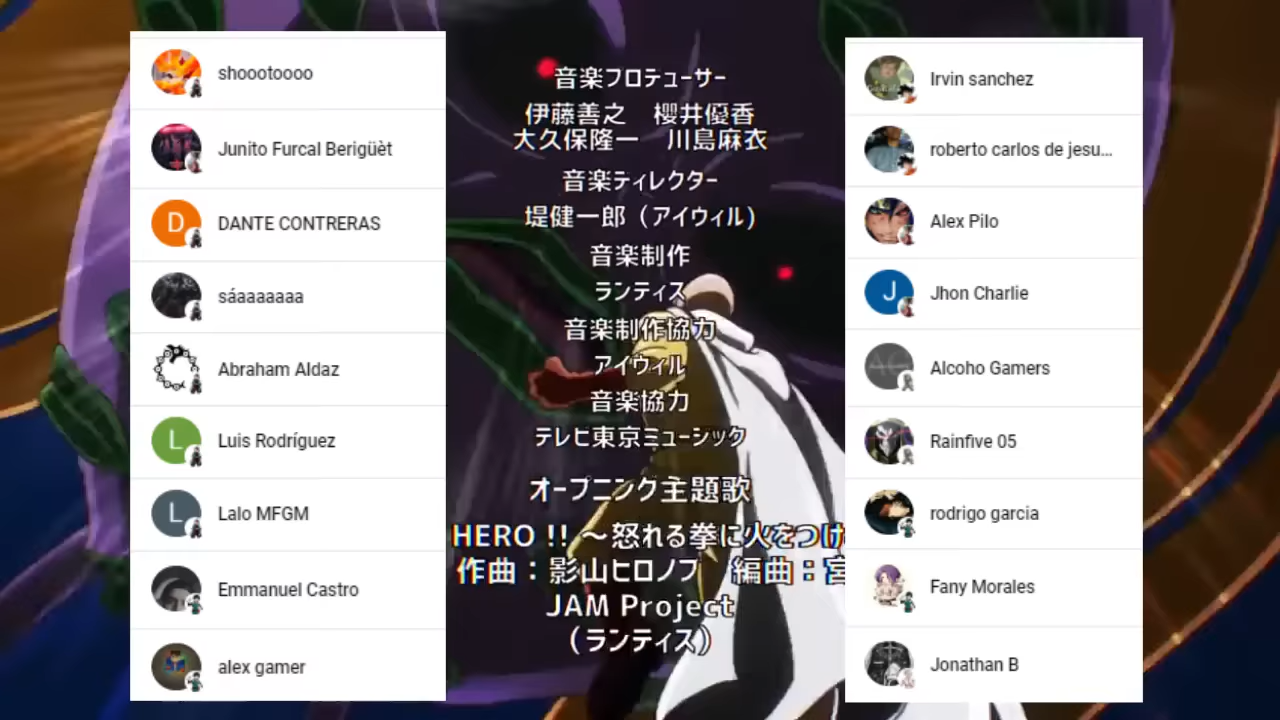 shoootoooo
Junito Furcal Berigüèt
D
DANTE CONTRERAS
sáaaaaaaa
Abraham Aldaz
L
Luis Rodríguez
L
Lalo MFGM
Emmanuel Castro
alex gamer
音楽プロデューサー
伊藤善之 櫻井優香
大久保隆一 川島麻衣
音楽ディレクター
堤健一郎（アイウィル）
音楽制作
ランティス
音楽制作協力
アイウィル
音楽協力
テレビ東京ミュージック
オープニング主題歌
HERO !! ～怒れる拳に火をつけ
作曲：影山ヒロノブ 編曲：宮
JAM Project
（ランティス）
Irvin sanchez
roberto carlos de jesu...
Alex Pilo
J
Jhon Charlie
Alcoho Gamers
Rainfive 05
rodrigo garcia
Fany Morales
Jonathan B